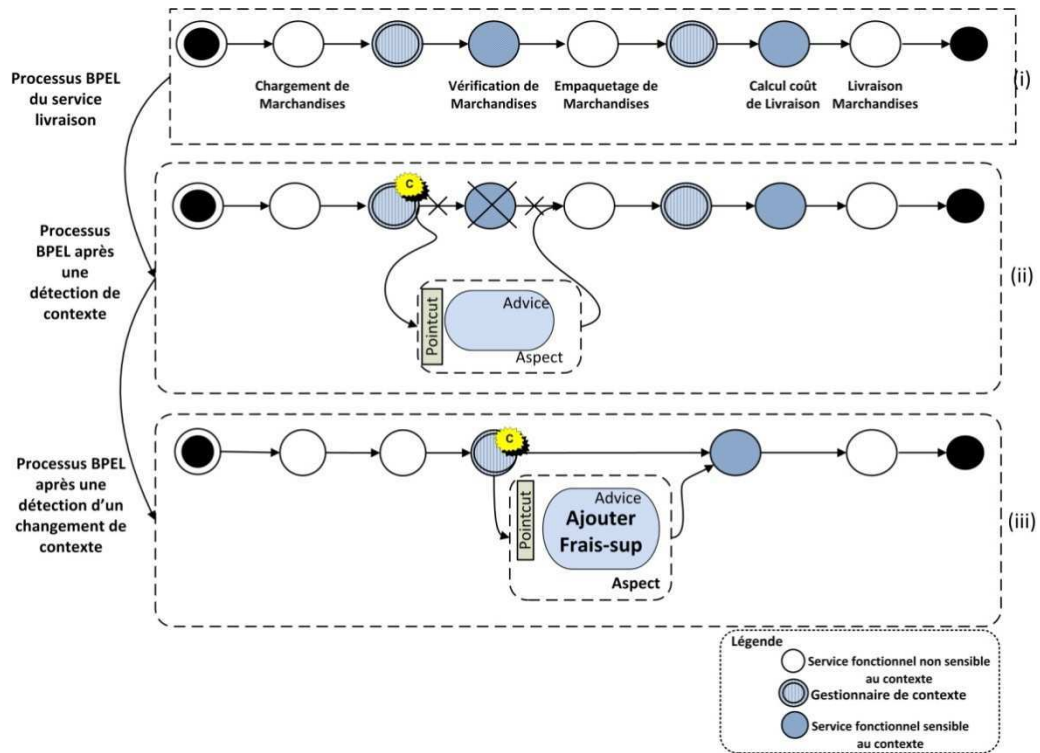 Processus BPEL
du service
livraison
Chargement de
Marchandises
Vérification de
Marchandises
Empaquetage de
Marchandises
Calcul coût
de Livraison
Livraison
Marchandises
(i)
Processus
BPEL après
une
détection de
contexte
C
Pointcut
Advice
Aspect
(ii)
Processus BPEL
après une
détection d’un
changement de
contexte
C
Pointcut
Advice
Ajouter
Frais-sup
Aspect
(iii)
Légende
Service fonctionnel non sensible
au contexte
Gestionnaire de contexte
Service fonctionnel sensible
au contexte